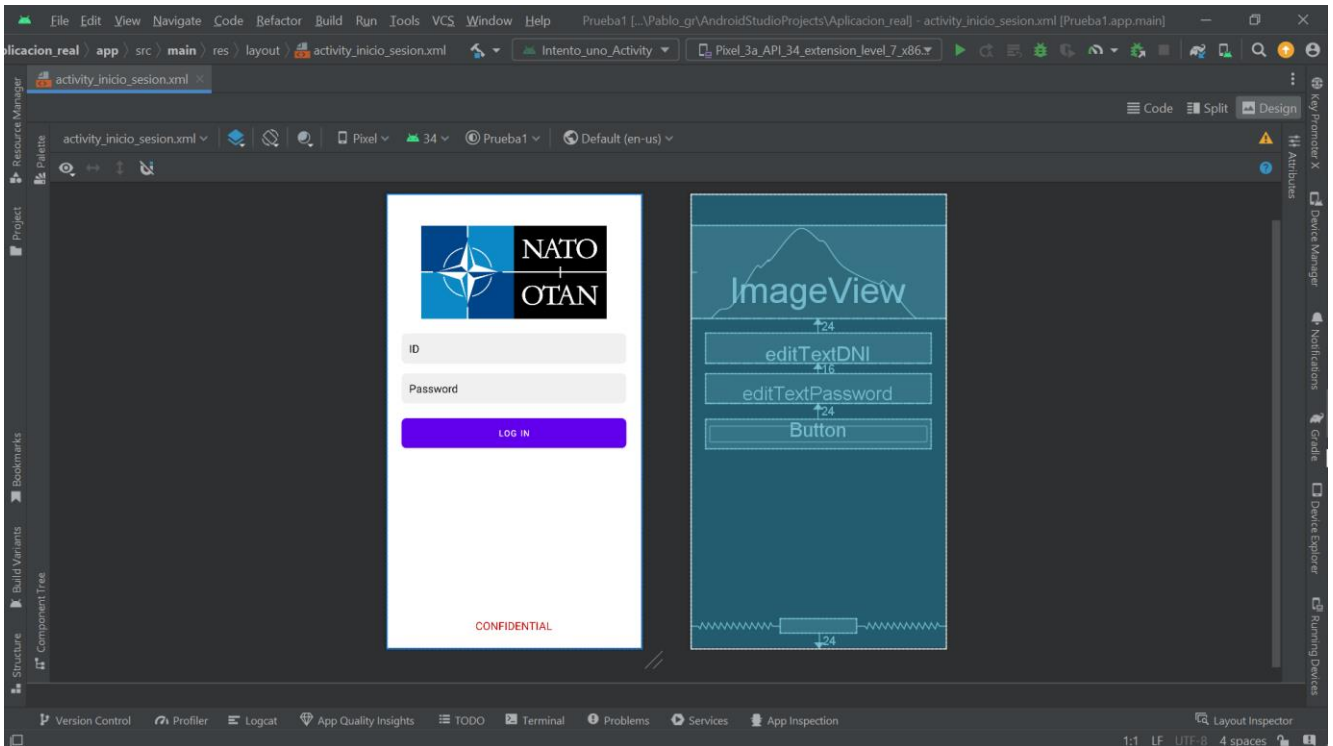 File Edit View Navigate Code Refactor Build Run Tools VCS Window Help Prueba1 [...\Pablo_gr\AndroidStudioProjects\Aplicacion_real] - activity_inicio_sesion.xml [Prueba1.app.main]
plicacion_real app src main res layout activity_inicio_sesion.xml Intento_uno_Activity Pixel_3a_API_34_extension_level_7_x86..
activity_inicio_sesion.xml
Code Split Design
activity_inicio_sesion.xml Pixel 34 Prueba1 Default (en-us)
Resource Manager
Project
Bookmarks
Build Variants
Structure
Palette
Component Tree
NATO
OTAN
ID
Password
LOG IN
CONFIDENTIAL
ImageView
24
editTextDNI
16
editTextPassword
24
Button
24
Attributes
Key Promoter X
Device Manager
Notifications
Gradle
Device Explorer
Running Devices
Version Control Profiler Logcat App Quality Insights TODO Terminal Problems Services App Inspection Layout Inspector
1:1 LF UTF-8 4 spaces